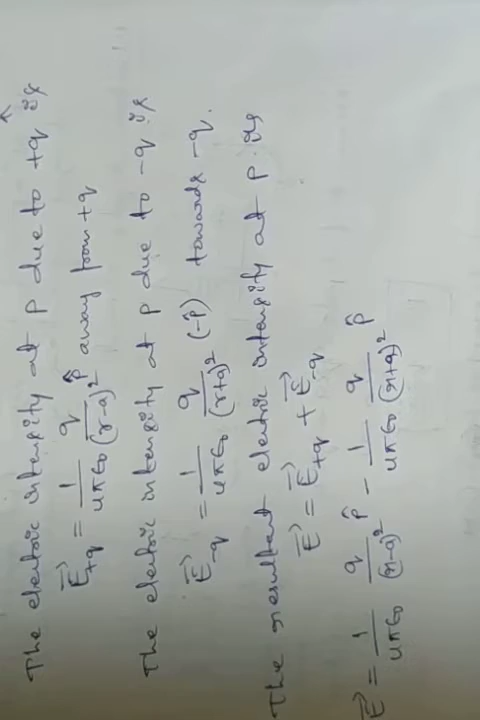 The electric intensity at P due to +q is
E⃗+q = 1/4πε₀ q/(r-a)² p̂ away from +q
The electric intensity at P due to -q is
E⃗-q = 1/4πε₀ q/(r+a)² (-p̂) towards -q.
The resultant electric intensity at P is
E⃗ = E⃗+q + E⃗-q
E⃗ = 1/4πε₀ q/(r-a)² p̂ - 1/4πε₀ q/(r+a)² p̂